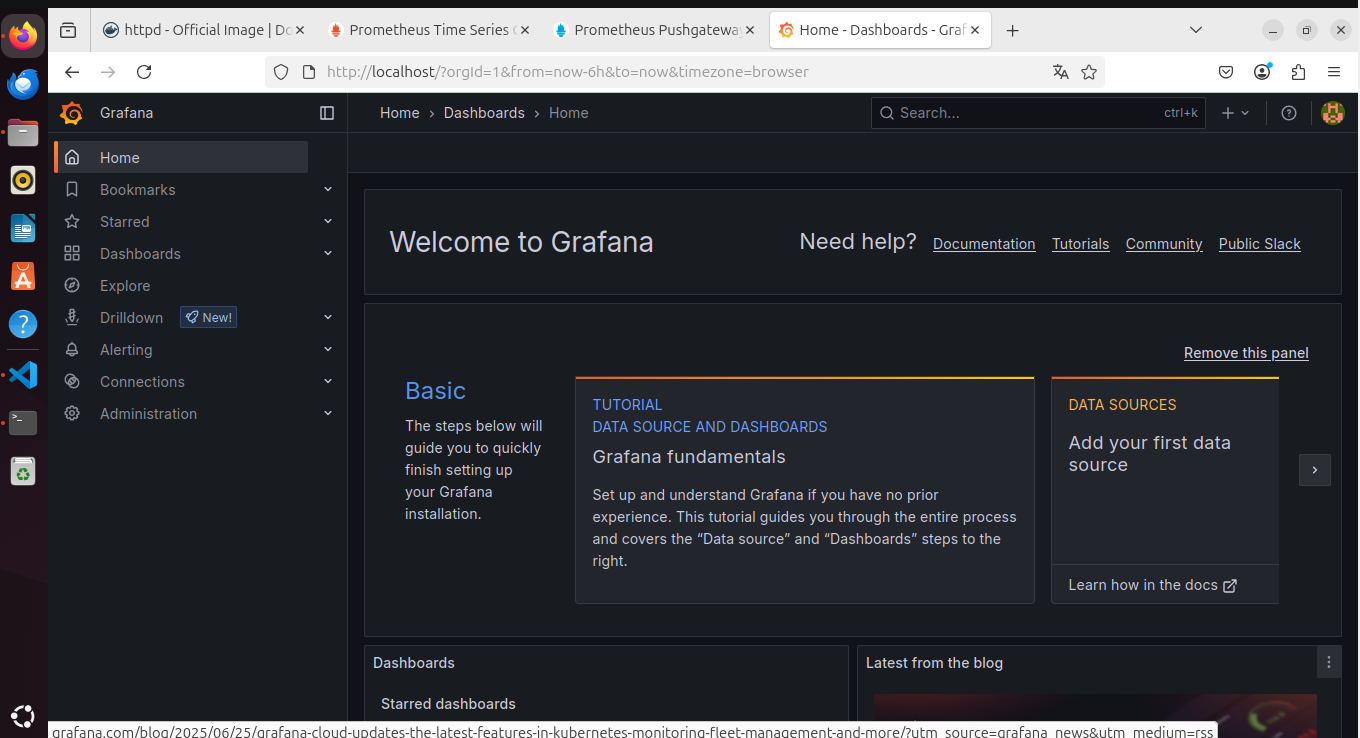 httpd - Official Image | Do
Prometheus Time Series C
Prometheus Pushgateway
Home - Dashboards - Graf
http://localhost/?orgId=1&from=now-6h&to=now&timezone=browser
Grafana
Home › Dashboards › Home
Search...
ctrl+k
Home
Bookmarks
Starred
Dashboards
Explore
Drilldown
New!
Alerting
Connections
Administration
Welcome to Grafana
Need help?
Documentation
Tutorials
Community
Public Slack
Remove this panel
Basic
The steps below will
guide you to quickly
finish setting up
your Grafana
installation.
TUTORIAL
DATA SOURCE AND DASHBOARDS
Grafana fundamentals
Set up and understand Grafana if you have no prior
experience. This tutorial guides you through the entire process
and covers the “Data source” and “Dashboards” steps to the
right.
DATA SOURCES
Add your first data
source
Learn how in the docs
Dashboards
Starred dashboards
Latest from the blog
grafana.com/blog/2025/06/25/grafana-cloud-updates-the-latest-features-in-kubernetes-monitoring-fleet-management-and-more/?utm_source=grafana_news&utm_medium=rss